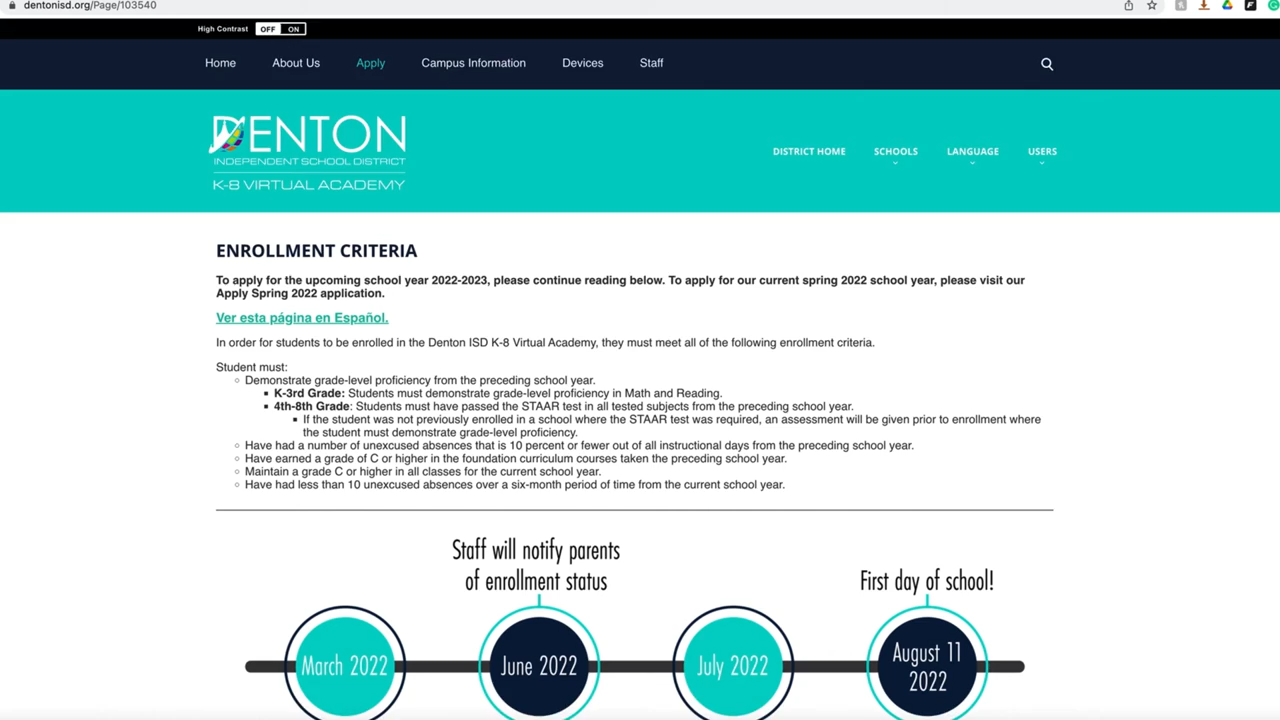 dentonisd.org/Page/103540
High Contrast OFF ON
Home About Us Apply Campus Information Devices Staff
DENTON
INDEPENDENT SCHOOL DISTRICT
K-8 VIRTUAL ACADEMY
DISTRICT HOME SCHOOLS LANGUAGE USERS
ENROLLMENT CRITERIA
To apply for the upcoming school year 2022-2023, please continue reading below. To apply for our current spring 2022 school year, please visit our
Apply Spring 2022 application.
Ver esta página en Español.
In order for students to be enrolled in the Denton ISD K-8 Virtual Academy, they must meet all of the following enrollment criteria.
Student must:
Demonstrate grade-level proficiency from the preceding school year.
K-3rd Grade: Students must demonstrate grade-level proficiency in Math and Reading.
4th-8th Grade: Students must have passed the STAAR test in all tested subjects from the preceding school year.
If the student was not previously enrolled in a school where the STAAR test was required, an assessment will be given prior to enrollment where
the student must demonstrate grade-level proficiency.
Have had a number of unexcused absences that is 10 percent or fewer out of all instructional days from the preceding school year.
Have earned a grade of C or higher in the foundation curriculum courses taken the preceding school year.
Maintain a grade C or higher in all classes for the current school year.
Have had less than 10 unexcused absences over a six-month period of time from the current school year.
Staff will notify parents
of enrollment status
First day of school!
March 2022
June 2022
July 2022
August 11
2022